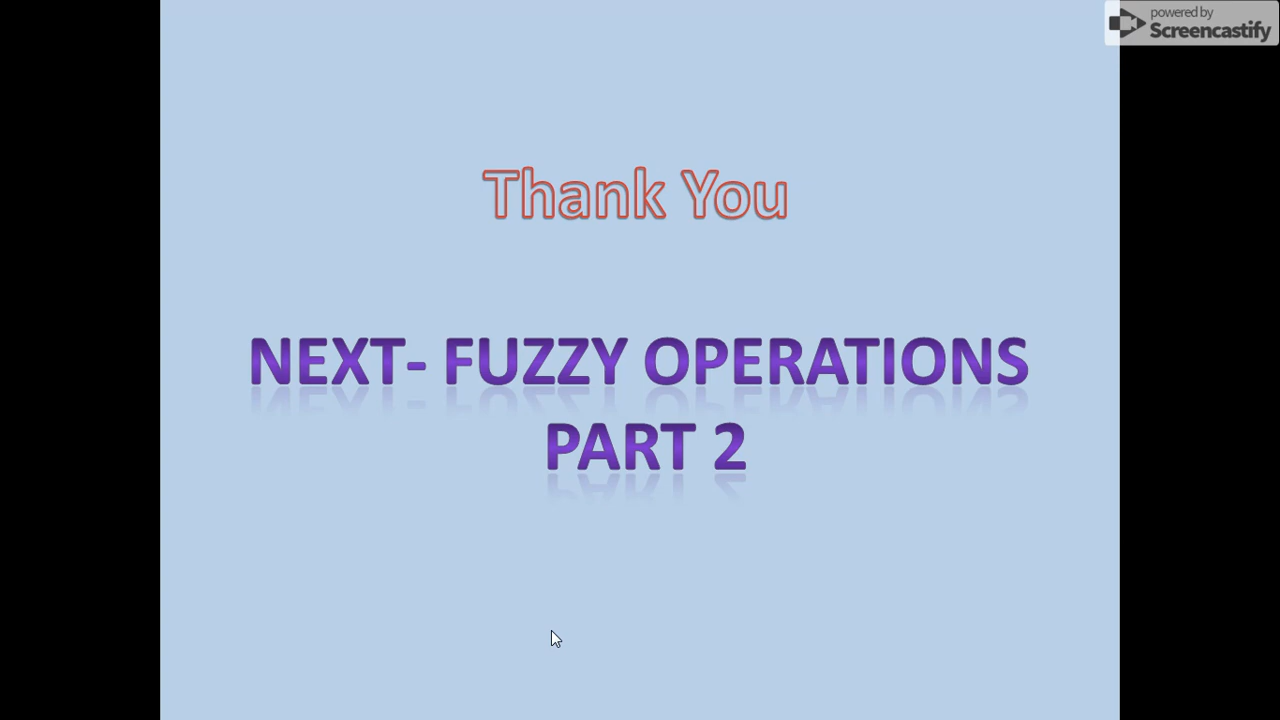 powered by
Screencastify
Thank You
NEXT- FUZZY OPERATIONS
PART 2